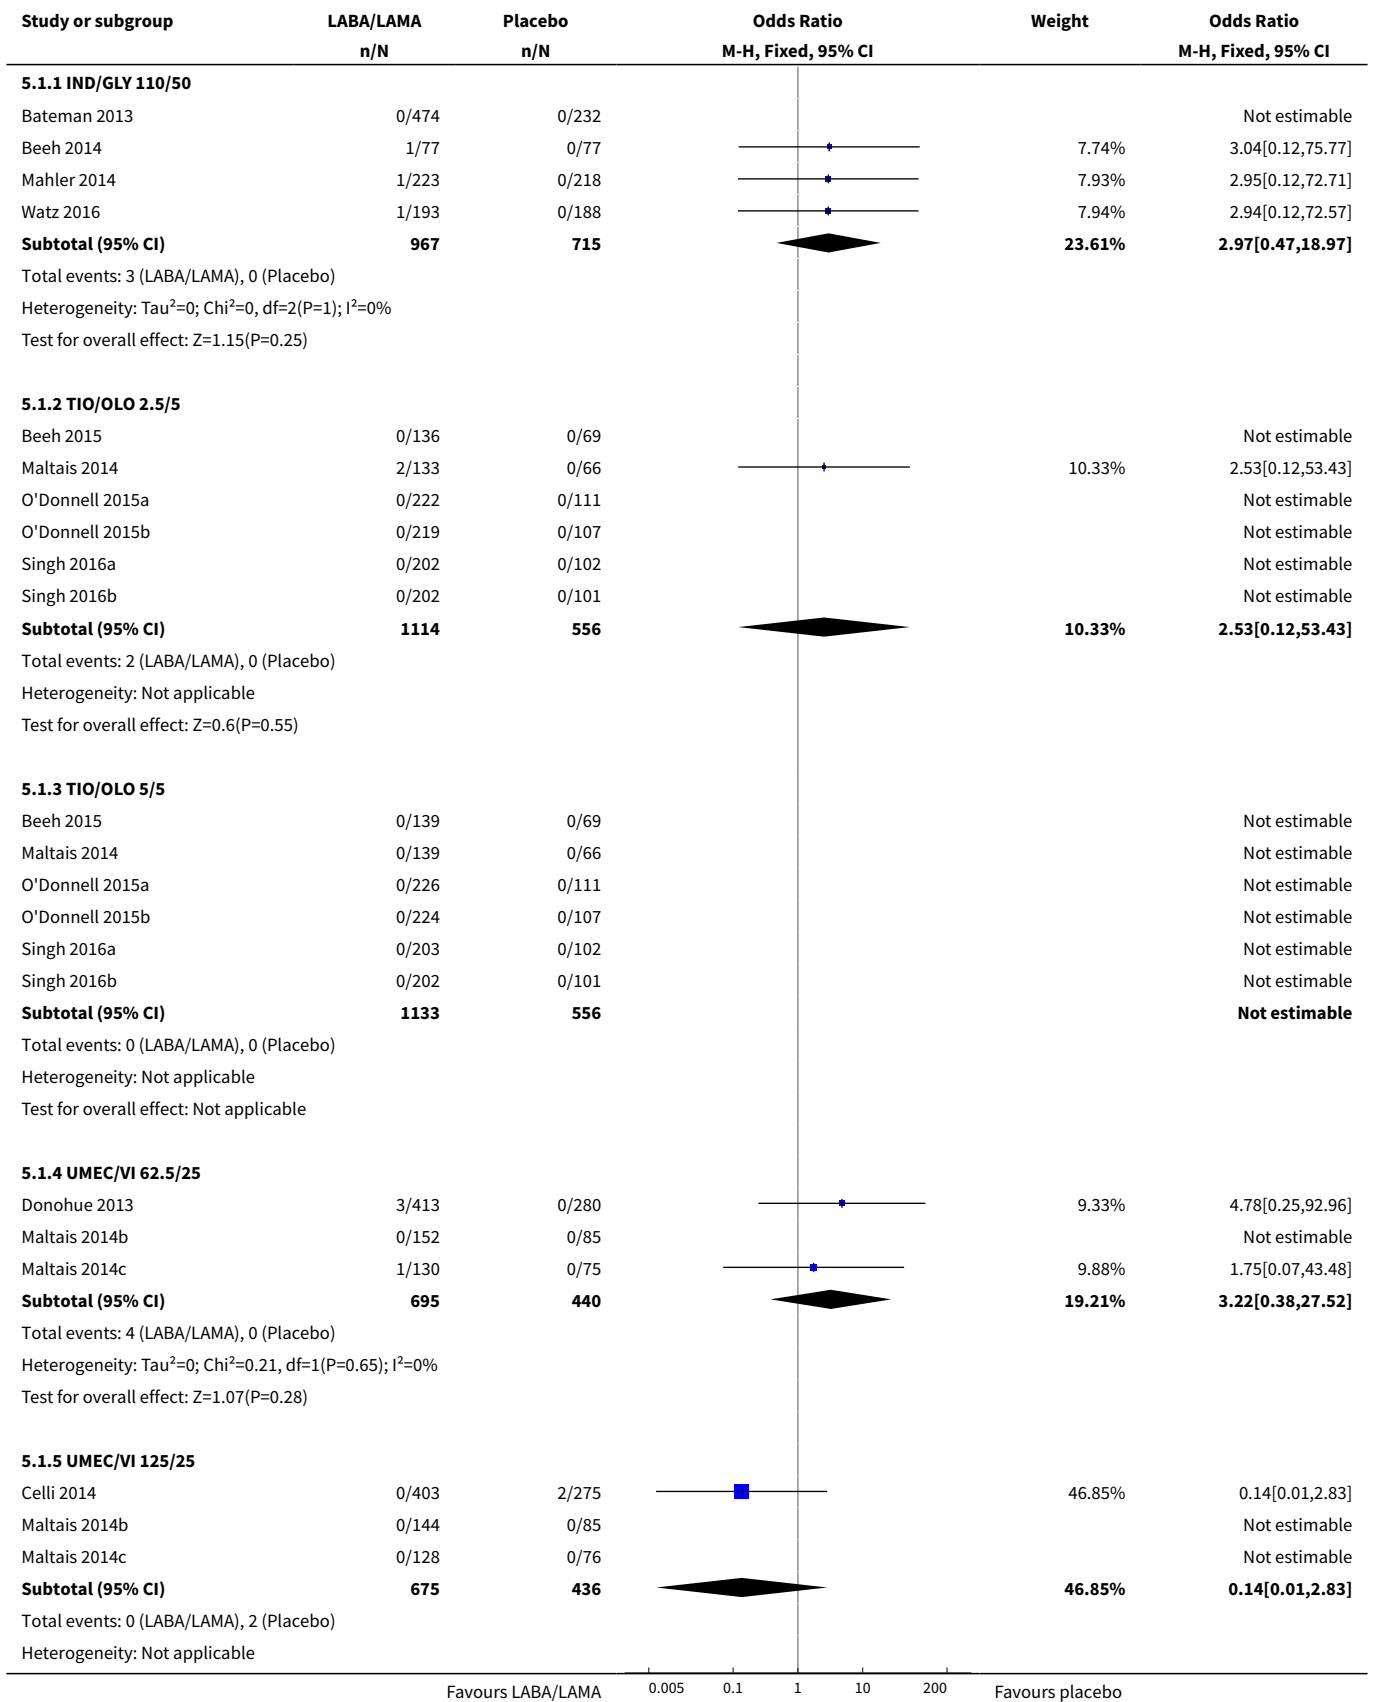 Study or subgroup LABA/LAMA Placebo Odds Ratio Weight Odds Ratio
n/N n/N M-H, Fixed, 95% CI M-H, Fixed, 95% CI
5.1.1 IND/GLY 110/50
Bateman 2013 0/474 0/232 Not estimable
Beeh 2014 1/77 0/77 7.74% 3.04[0.12,75.77]
Mahler 2014 1/223 0/218 7.93% 2.95[0.12,72.71]
Watz 2016 1/193 0/188 7.94% 2.94[0.12,72.57]
Subtotal (95% CI) 967 715 23.61% 2.97[0.47,18.97]
Total events: 3 (LABA/LAMA), 0 (Placebo)
Heterogeneity: Tau²=0; Chi²=0, df=2(P=1); I²=0%
Test for overall effect: Z=1.15(P=0.25)
5.1.2 TIO/OLO 2.5/5
Beeh 2015 0/136 0/69 Not estimable
Maltais 2014 2/133 0/66 10.33% 2.53[0.12,53.43]
O'Donnell 2015a 0/222 0/111 Not estimable
O'Donnell 2015b 0/219 0/107 Not estimable
Singh 2016a 0/202 0/102 Not estimable
Singh 2016b 0/202 0/101 Not estimable
Subtotal (95% CI) 1114 556 10.33% 2.53[0.12,53.43]
Total events: 2 (LABA/LAMA), 0 (Placebo)
Heterogeneity: Not applicable
Test for overall effect: Z=0.6(P=0.55)
5.1.3 TIO/OLO 5/5
Beeh 2015 0/139 0/69 Not estimable
Maltais 2014 0/139 0/66 Not estimable
O'Donnell 2015a 0/226 0/111 Not estimable
O'Donnell 2015b 0/224 0/107 Not estimable
Singh 2016a 0/203 0/102 Not estimable
Singh 2016b 0/202 0/101 Not estimable
Subtotal (95% CI) 1133 556 Not estimable
Total events: 0 (LABA/LAMA), 0 (Placebo)
Heterogeneity: Not applicable
Test for overall effect: Not applicable
5.1.4 UMEC/VI 62.5/25
Donohue 2013 3/413 0/280 9.33% 4.78[0.25,92.96]
Maltais 2014b 0/152 0/85 Not estimable
Maltais 2014c 1/130 0/75 9.88% 1.75[0.07,43.48]
Subtotal (95% CI) 695 440 19.21% 3.22[0.38,27.52]
Total events: 4 (LABA/LAMA), 0 (Placebo)
Heterogeneity: Tau²=0; Chi²=0.21, df=1(P=0.65); I²=0%
Test for overall effect: Z=1.07(P=0.28)
5.1.5 UMEC/VI 125/25
Celli 2014 0/403 2/275 46.85% 0.14[0.01,2.83]
Maltais 2014b 0/144 0/85 Not estimable
Maltais 2014c 0/128 0/76 Not estimable
Subtotal (95% CI) 675 436 46.85% 0.14[0.01,2.83]
Total events: 0 (LABA/LAMA), 2 (Placebo)
Heterogeneity: Not applicable
Favours LABA/LAMA 0.005 0.1 1 10 200 Favours placebo